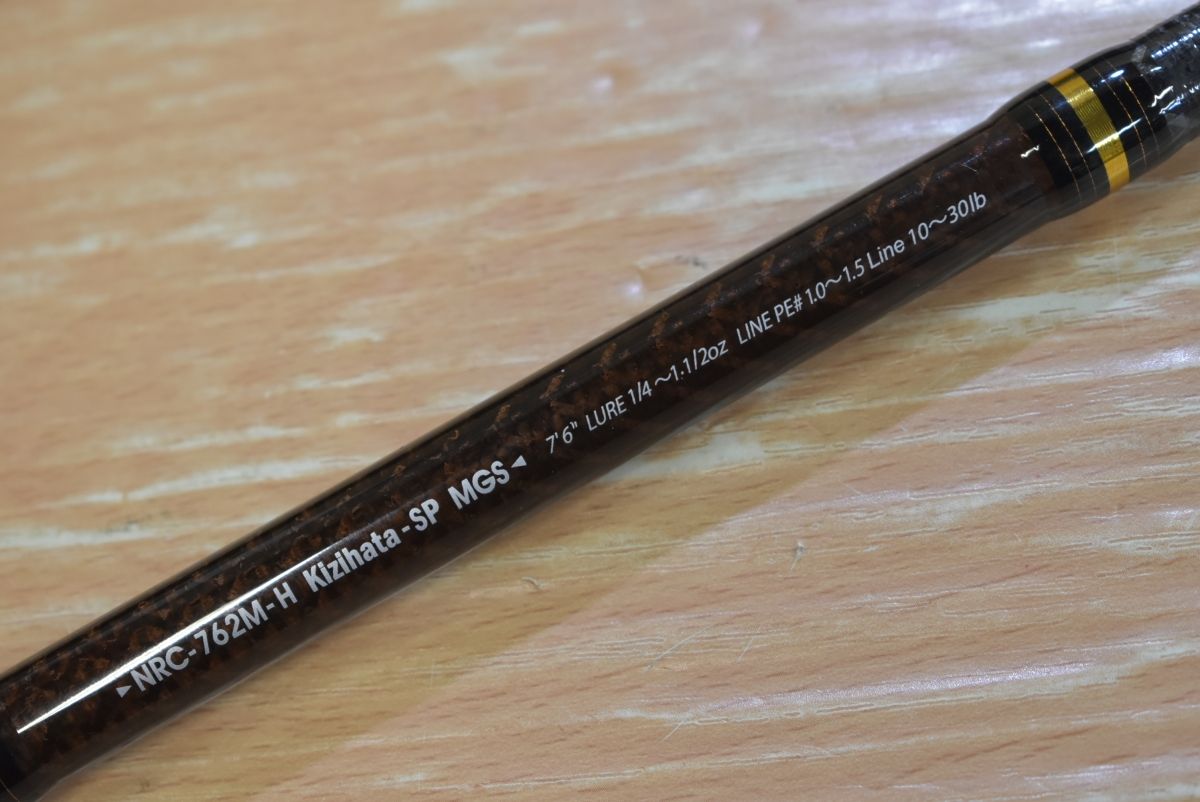 ▶NRC-762M-H Kizihata-SP MGS◀ 7'6" LURE 1/4～1.1/2oz LINE PE# 1.0～1.5 Line 10～30lb